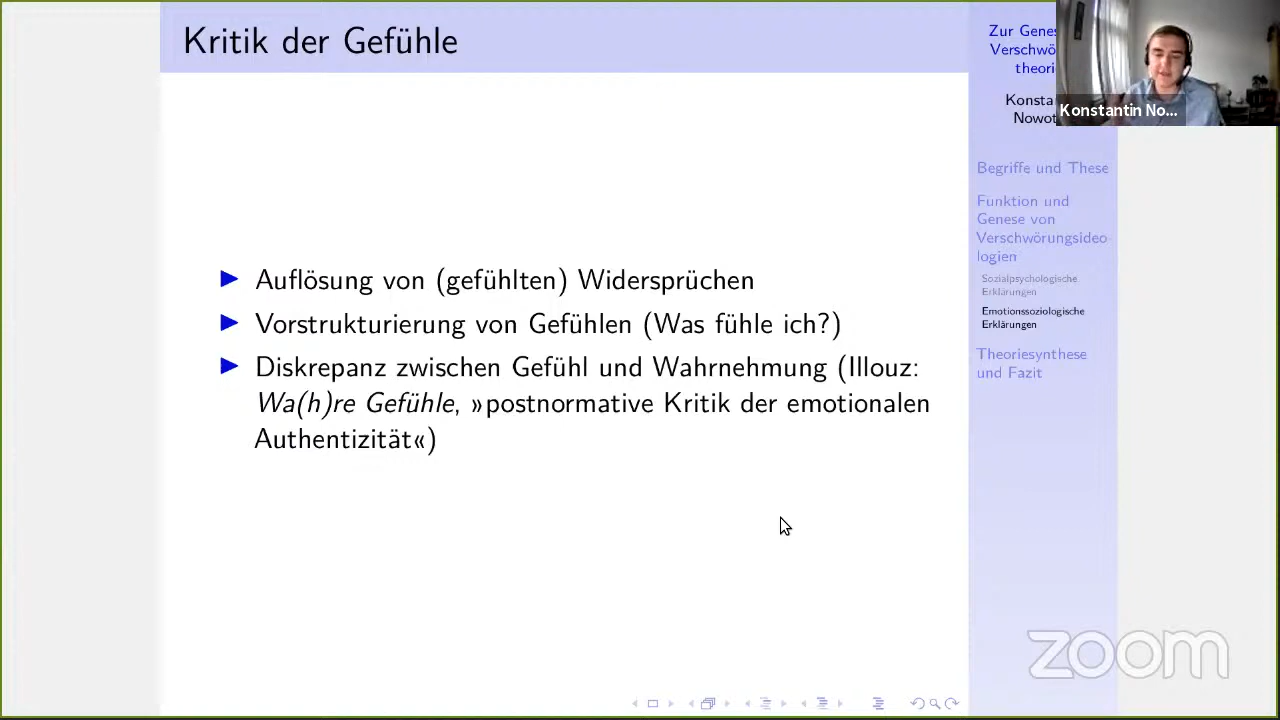 Kritik der Gefühle
▶ Auflösung von (gefühlten) Widersprüchen
▶ Vorstrukturierung von Gefühlen (Was fühle ich?)
▶ Diskrepanz zwischen Gefühl und Wahrnehmung (Illouz:
Wa(h)re Gefühle, »postnormative Kritik der emotionalen
Authentizität«)
Zur Genes
Verschwö
theori
Konsta
Nowot
Konstantin No...
Begriffe und These
Funktion und
Genese von
Verschwörungsideo-
logien
Sozialpsychologische
Erklärungen
Emotionssoziologische
Erklärungen
Theoriesynthese
und Fazit
zoom